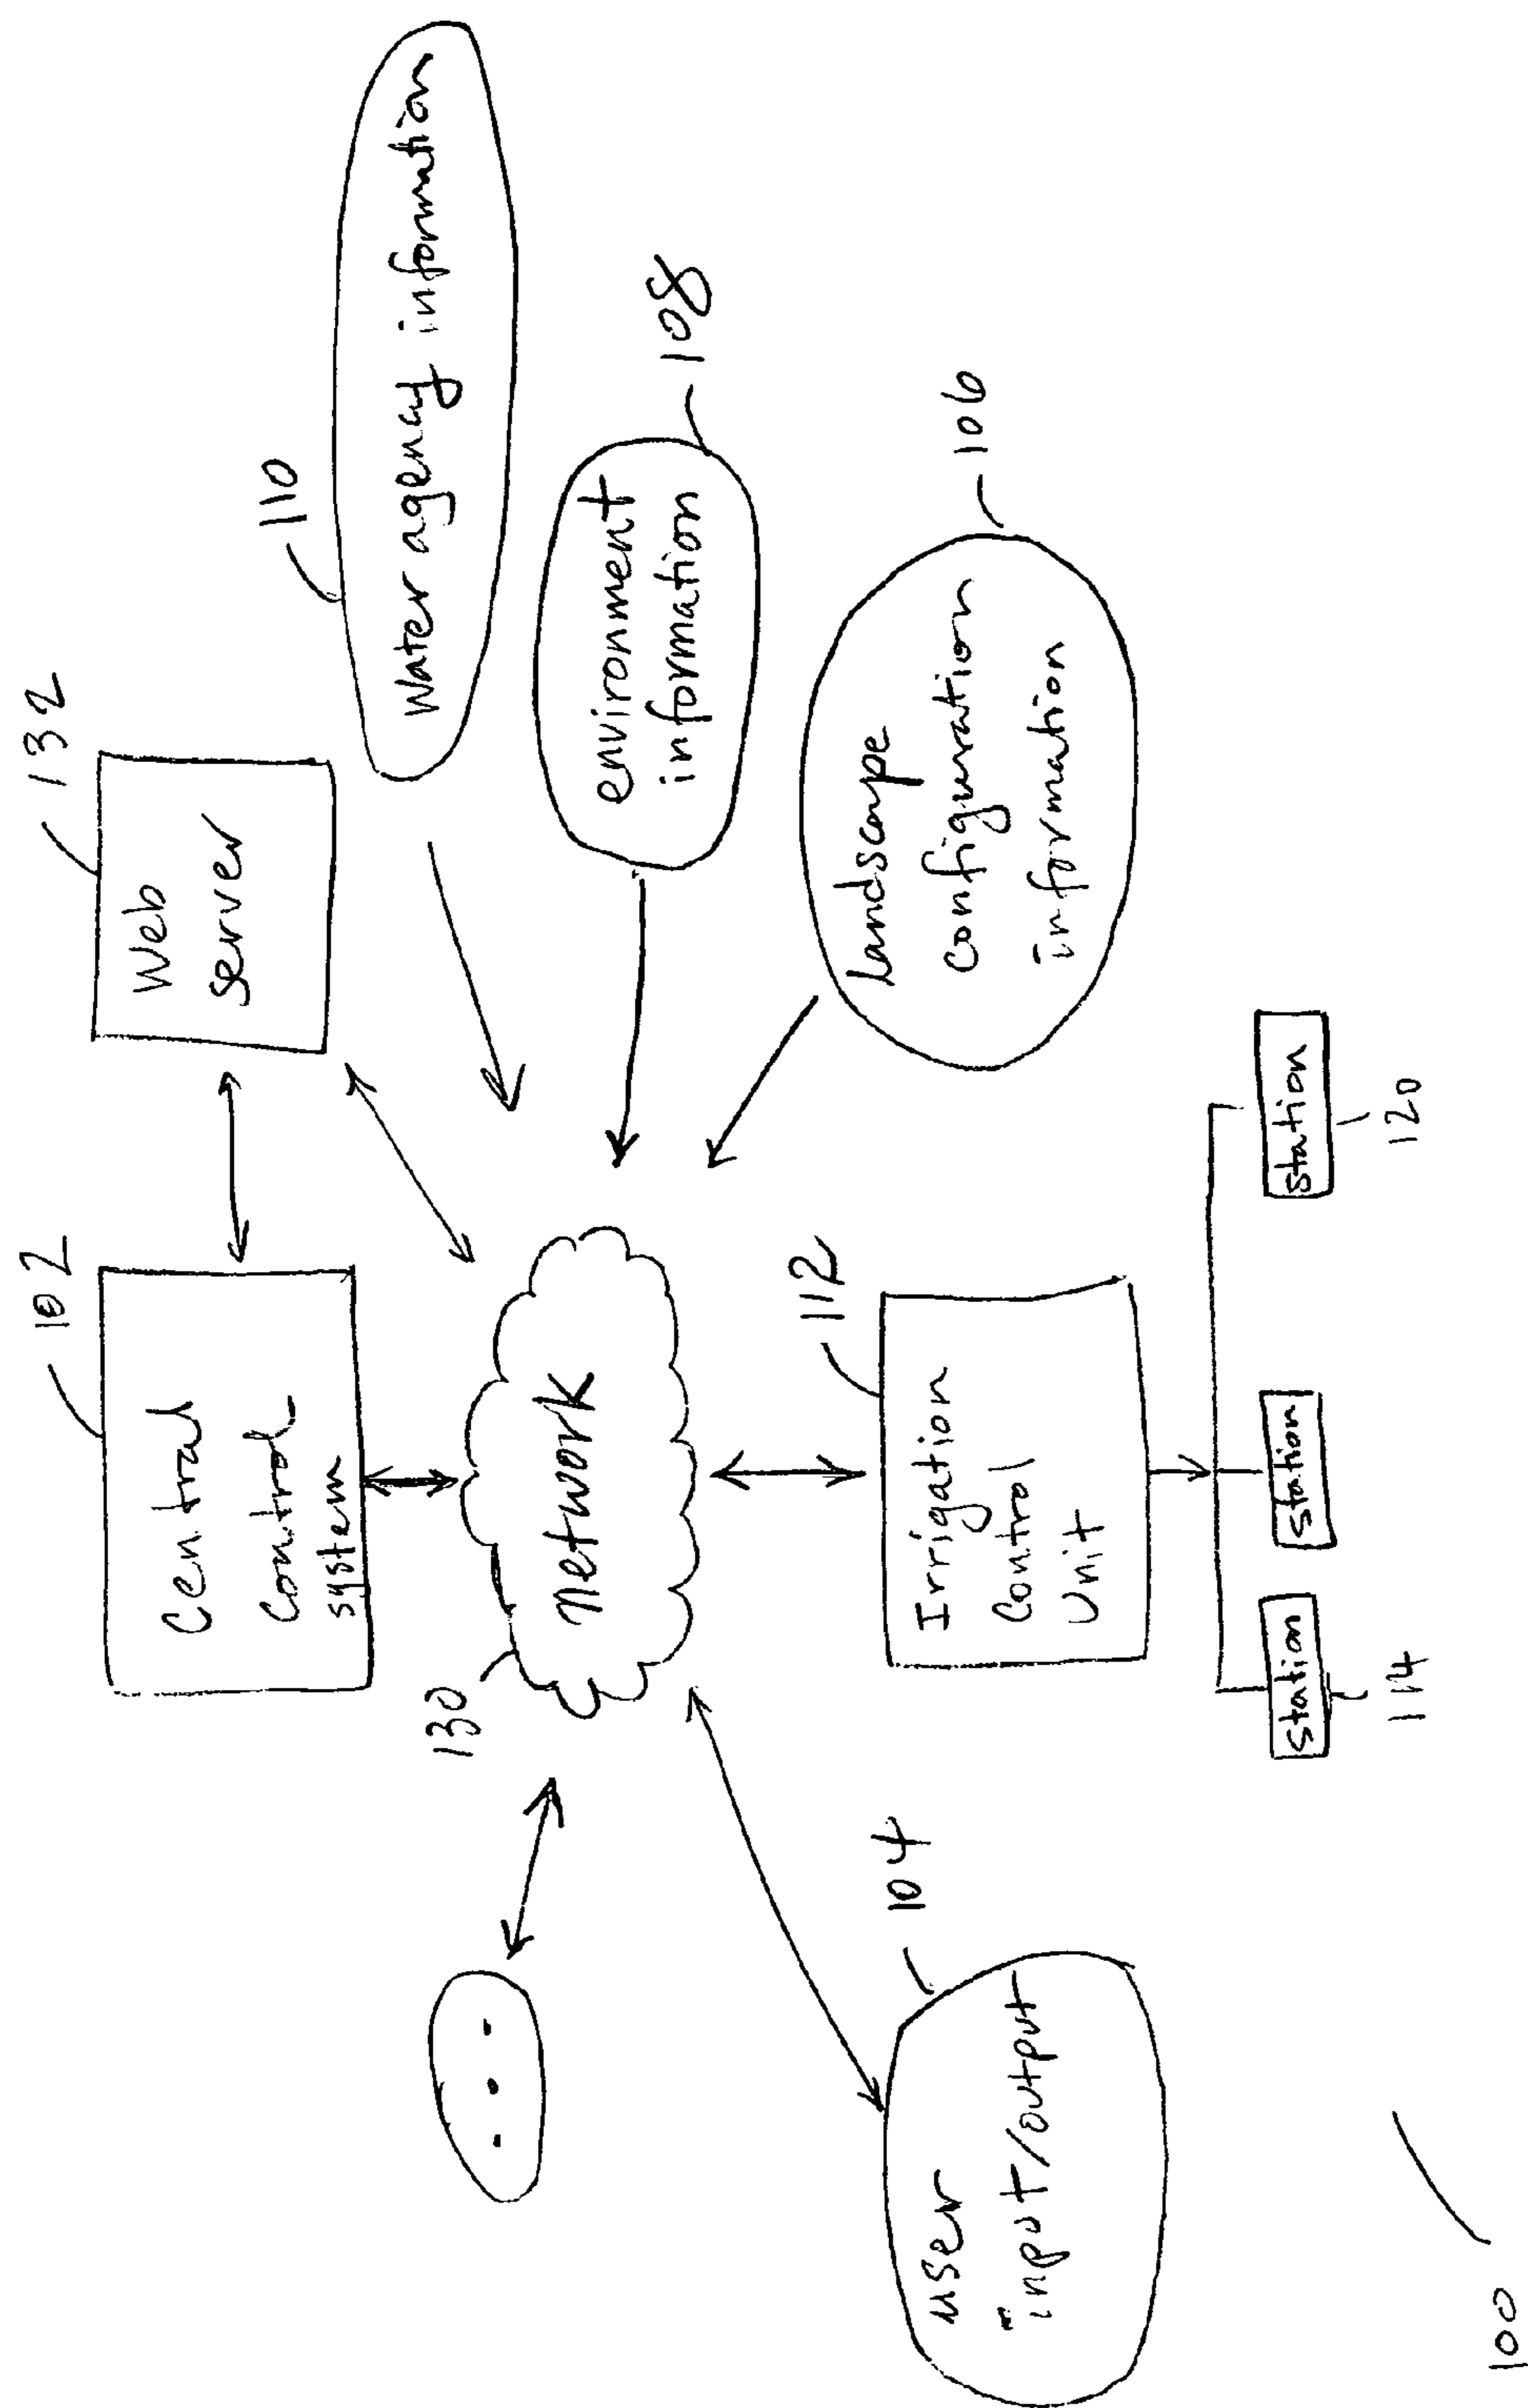 102
Central
Control
system
132
Web
Server
110
Water agency information
130
network
environment
information
108
104
user
input/output
112
Irrigation
Control
Unit
Landscape
Configuration
information
106
station
station
station
114
120
100